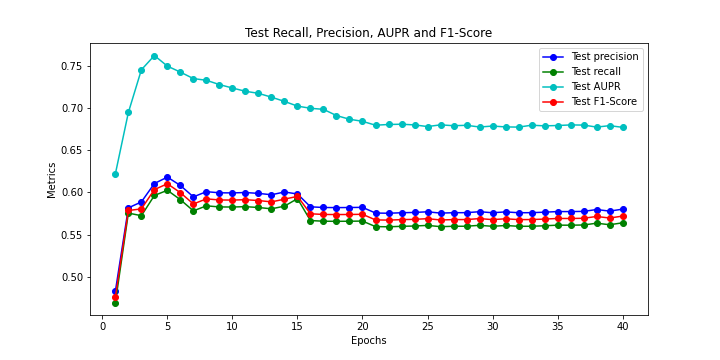 Test Recall, Precision, AUPR and F1-Score
Test precision
Test recall
Test AUPR
Test F1-Score
Metrics
0.75
0.70
0.65
0.60
0.55
0.50
0 5 10 15 20 25 30 35 40
Epochs